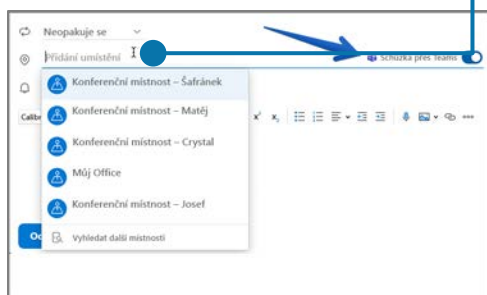 Neopakuje se
Přidání umístění
Schůzka přes Teams
Konferenční místnost – Šafránek
Konferenční místnost – Matěj
Konferenční místnost – Crystal
Můj Office
Konferenční místnost – Josef
Vyhledat další místnosti